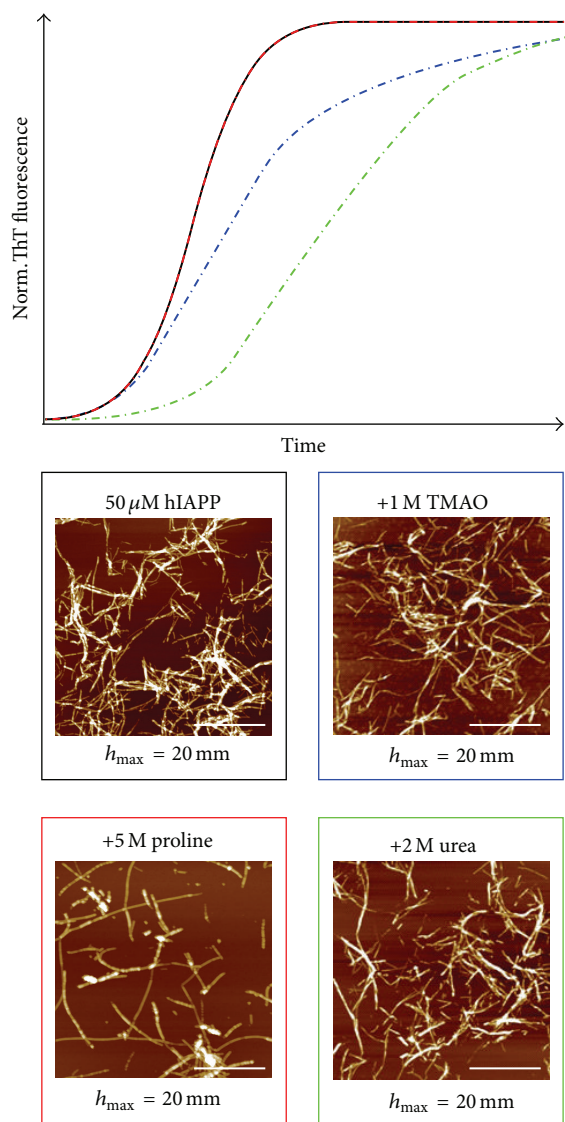 Norm. ThT fluorescence
Time
50 μM hIAPP
h_max = 20 mm
+1 M TMAO
h_max = 20 mm
+5 M proline
h_max = 20 mm
+2 M urea
h_max = 20 mm